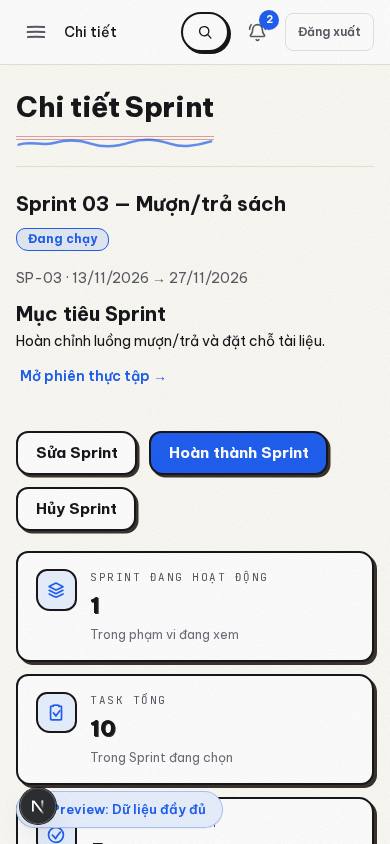 Chi tiết
2
Đăng xuất
Chi tiết Sprint
Sprint 03 — Mượn/trả sách
Đang chạy
SP-03 · 13/11/2026 → 27/11/2026
Mục tiêu Sprint
Hoàn chỉnh luồng mượn/trả và đặt chỗ tài liệu.
Mở phiên thực tập →
Sửa Sprint
Hoàn thành Sprint
Hủy Sprint
SPRINT ĐANG HOẠT ĐỘNG
1
Trong phạm vi đang xem
TASK TỔNG
10
Trong Sprint đang chọn
N
Preview: Dữ liệu đầy đủ